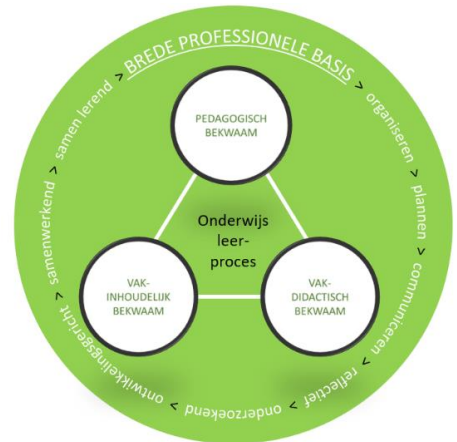 BREDE PROFESSIONELE BASIS > organiseren > plannen > communiceren > reflectief > onderzoekend > ontwikkelingsgericht > samenwerkend > samen lerend >
PEDAGOGISCH
BEKWAAM
Onderwijs
leer-
proces
VAK-
INHOUDELIJK
BEKWAAM
VAK-
DIDACTISCH
BEKWAAM